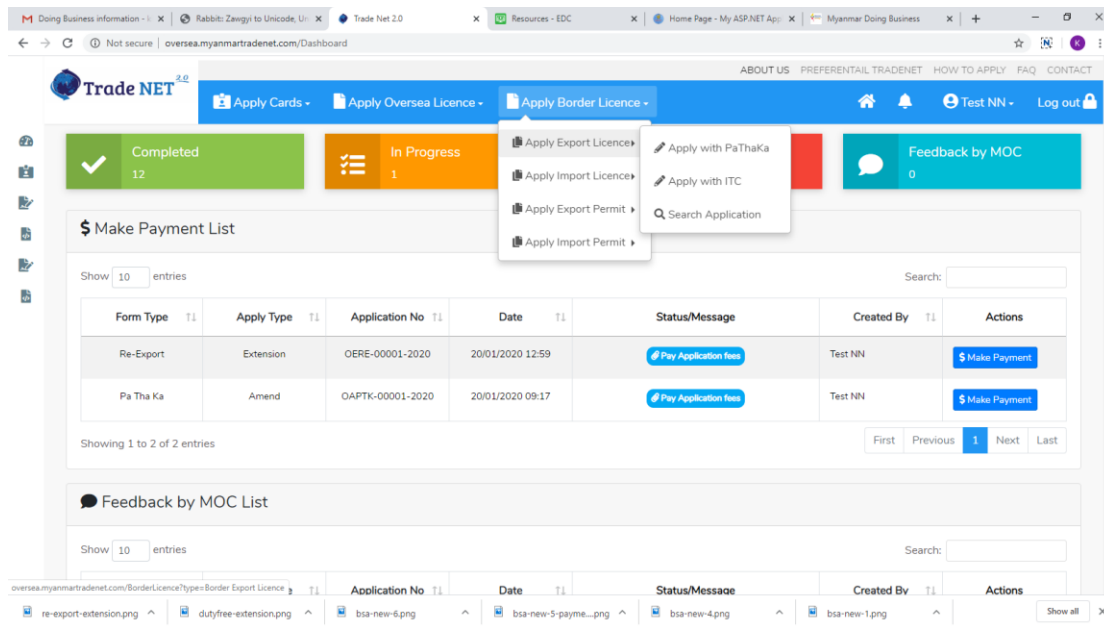 Doing Business information - I
Rabbit: Zawgyi to Unicode, Un
Trade Net 2.0
Resources - EDC
Home Page - My ASP.NET App
Myanmar Doing Business
Not secure | oversea.myanmartradenet.com/Dashboard
K
ABOUT US PREFERENTAIL TRADENET HOW TO APPLY FAQ CONTACT
Trade NET 2.0
Apply Cards
Apply Oversea Licence
Apply Border Licence
Test NN
Log out
Completed
12
In Progress
1
Feedback by MOC
0
Apply Export Licence
Apply Import Licence
Apply Export Permit
Apply Import Permit
Apply with PaThaKa
Apply with ITC
Search Application
$ Make Payment List
Show 10 entries
Search:
Form Type Apply Type Application No Date Status/Message Created By Actions
Re-Export Extension OERE-00001-2020 20/01/2020 12:59 Pay Application fees Test NN $ Make Payment
Pa Tha Ka Amend OAPTK-00001-2020 20/01/2020 09:17 Pay Application fees Test NN $ Make Payment
Showing 1 to 2 of 2 entries
First Previous 1 Next Last
Feedback by MOC List
Show 10 entries
Search:
Application No Date Status/Message Created By Actions
oversea.myanmartradenet.com/BorderLicence?type=Border Export Licence
re-export-extension.png
dutyfree-extension.png
bsa-new-6.png
bsa-new-5-payme....png
bsa-new-4.png
bsa-new-1.png
Show all